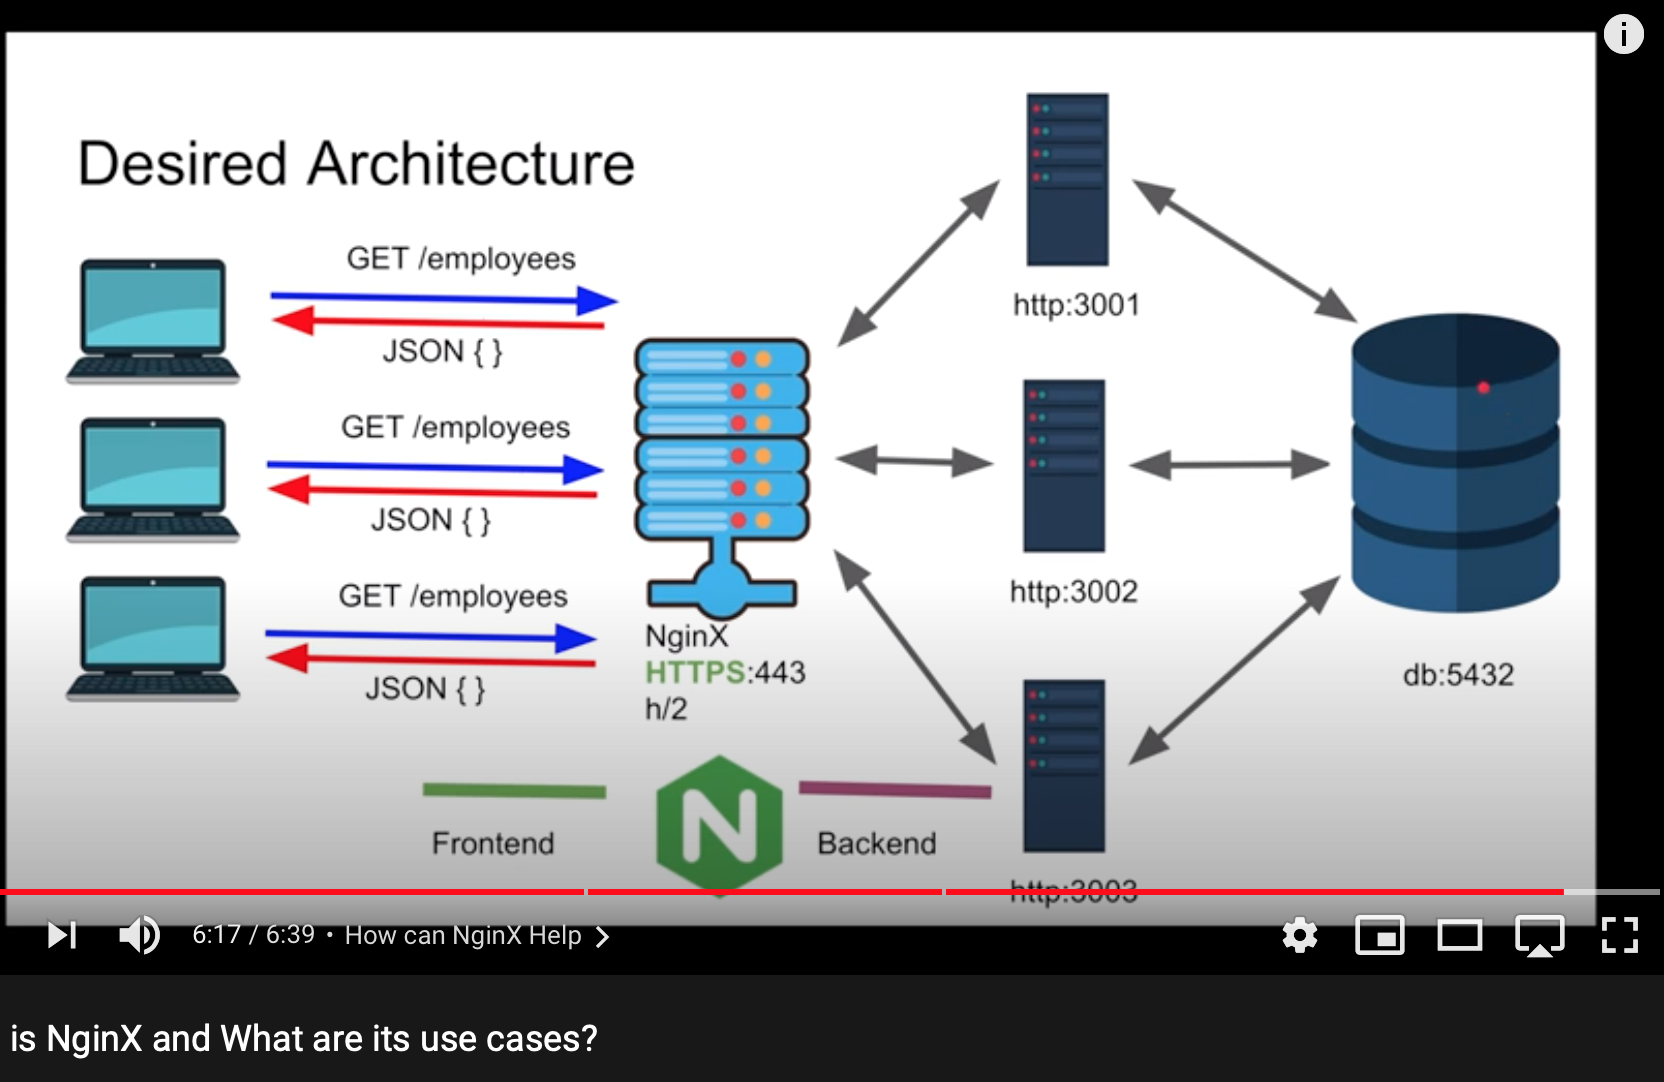 Desired Architecture
GET /employees
JSON { }
GET /employees
JSON { }
GET /employees
JSON { }
NginX
HTTPS:443
h/2
http:3001
http:3002
http:3003
db:5432
Frontend
N
Backend
6:17 / 6:39 • How can NginX Help >
is NginX and What are its use cases?